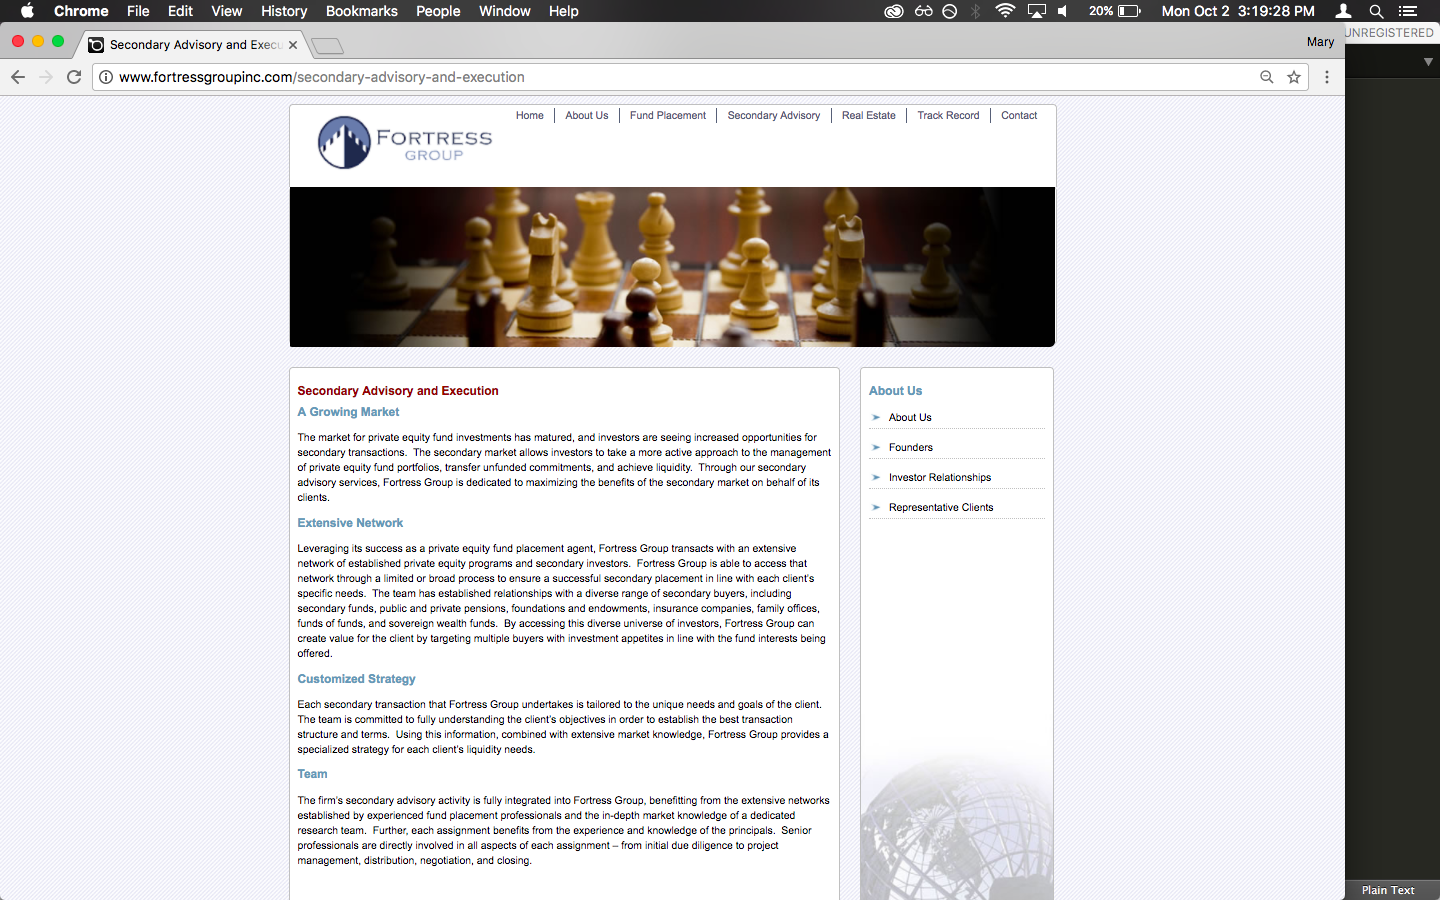 Chrome File Edit View History Bookmarks People Window Help 20% Mon Oct 2 3:19:28 PM
UNREGISTERED
Secondary Advisory and Execu
Mary
www.fortressgroupinc.com/secondary-advisory-and-execution
Home About Us Fund Placement Secondary Advisory Real Estate Track Record Contact
FORTRESS
GROUP
Secondary Advisory and Execution
A Growing Market
The market for private equity fund investments has matured, and investors are seeing increased opportunities for
secondary transactions. The secondary market allows investors to take a more active approach to the management
of private equity fund portfolios, transfer unfunded commitments, and achieve liquidity. Through our secondary
advisory services, Fortress Group is dedicated to maximizing the benefits of the secondary market on behalf of its
clients.
Extensive Network
Leveraging its success as a private equity fund placement agent, Fortress Group transacts with an extensive
network of established private equity programs and secondary investors. Fortress Group is able to access that
network through a limited or broad process to ensure a successful secondary placement in line with each client's
specific needs. The team has established relationships with a diverse range of secondary buyers, including
secondary funds, public and private pensions, foundations and endowments, insurance companies, family offices,
funds of funds, and sovereign wealth funds. By accessing this diverse universe of investors, Fortress Group can
create value for the client by targeting multiple buyers with investment appetites in line with the fund interests being
offered.
Customized Strategy
Each secondary transaction that Fortress Group undertakes is tailored to the unique needs and goals of the client.
The team is committed to fully understanding the client's objectives in order to establish the best transaction
structure and terms. Using this information, combined with extensive market knowledge, Fortress Group provides a
specialized strategy for each client's liquidity needs.
Team
The firm's secondary advisory activity is fully integrated into Fortress Group, benefitting from the extensive networks
established by experienced fund placement professionals and the in-depth market knowledge of a dedicated
research team. Further, each assignment benefits from the experience and knowledge of the principals. Senior
professionals are directly involved in all aspects of each assignment – from initial due diligence to project
management, distribution, negotiation, and closing.
About Us
About Us
Founders
Investor Relationships
Representative Clients
Plain Text